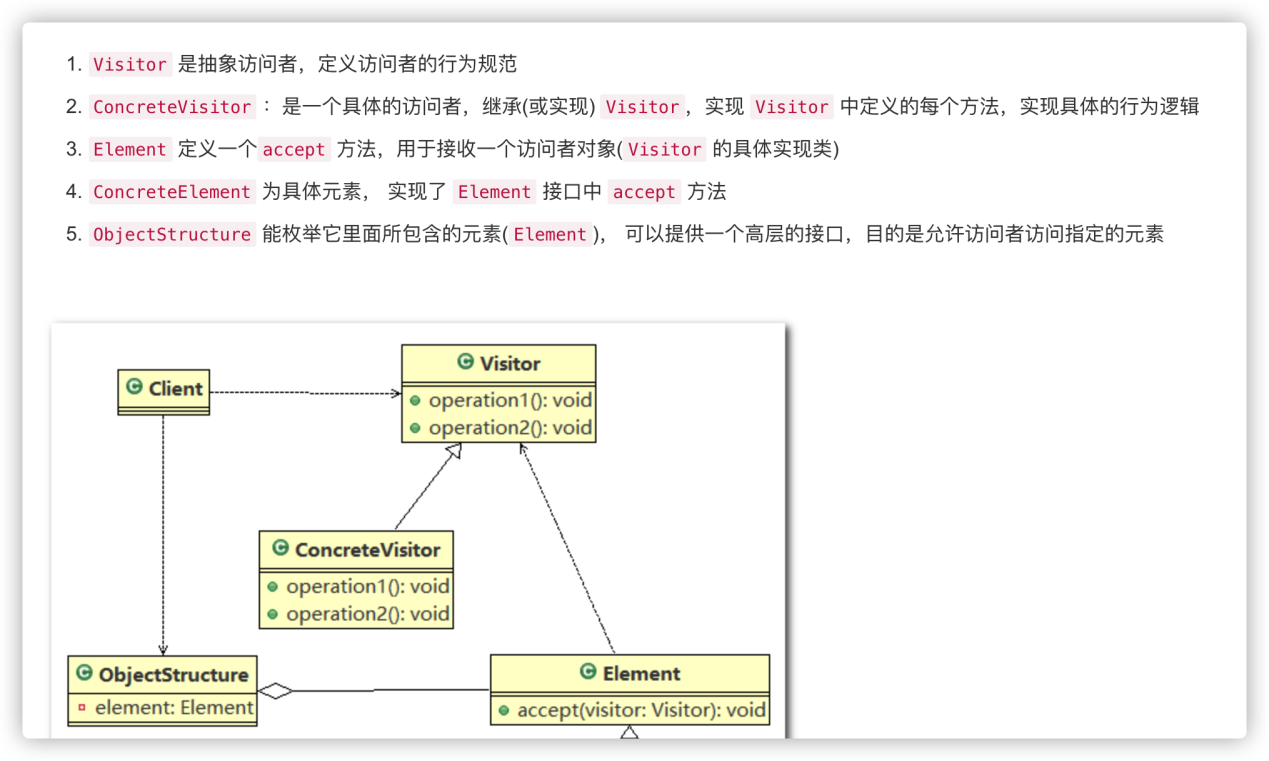 1. Visitor 是抽象访问者，定义访问者的行为规范
2. ConcreteVisitor ：是一个具体的访问者，继承(或实现) Visitor，实现 Visitor 中定义的每个方法，实现具体的行为逻辑
3. Element 定义一个accept 方法，用于接收一个访问者对象(Visitor 的具体实现类)
4. ConcreteElement 为具体元素， 实现了 Element 接口中 accept 方法
5. ObjectStructure 能枚举它里面所包含的元素(Element)， 可以提供一个高层的接口，目的是允许访问者访问指定的元素
C Visitor
operation1(): void
operation2(): void
C Client
C ConcreteVisitor
operation1(): void
operation2(): void
C ObjectStructure
element: Element
C Element
accept(visitor: Visitor): void